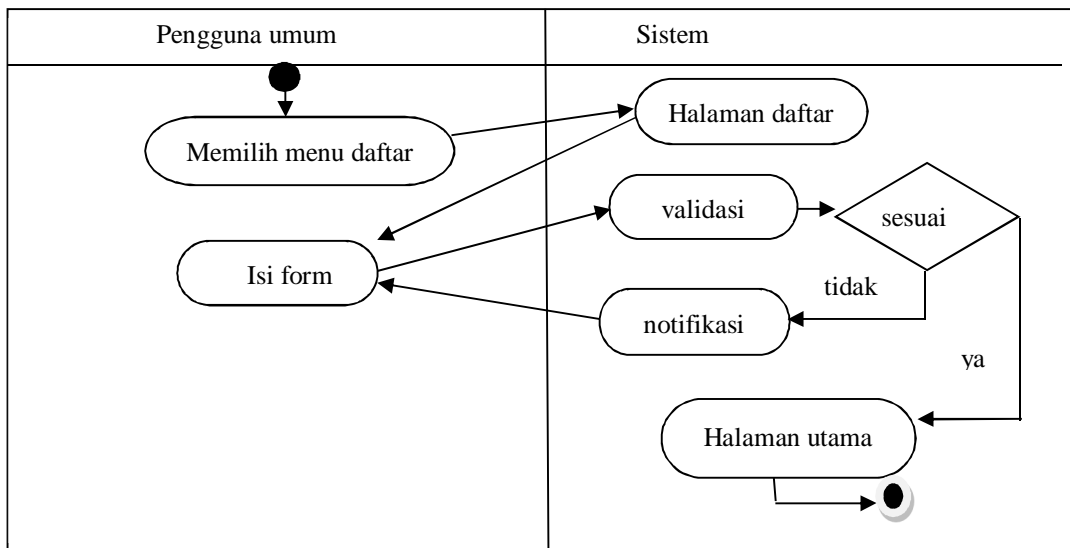 Pengguna umum
Sistem
Halaman daftar
Memilih menu daftar
validasi
sesuai
Isi form
tidak
notifikasi
ya
Halaman utama